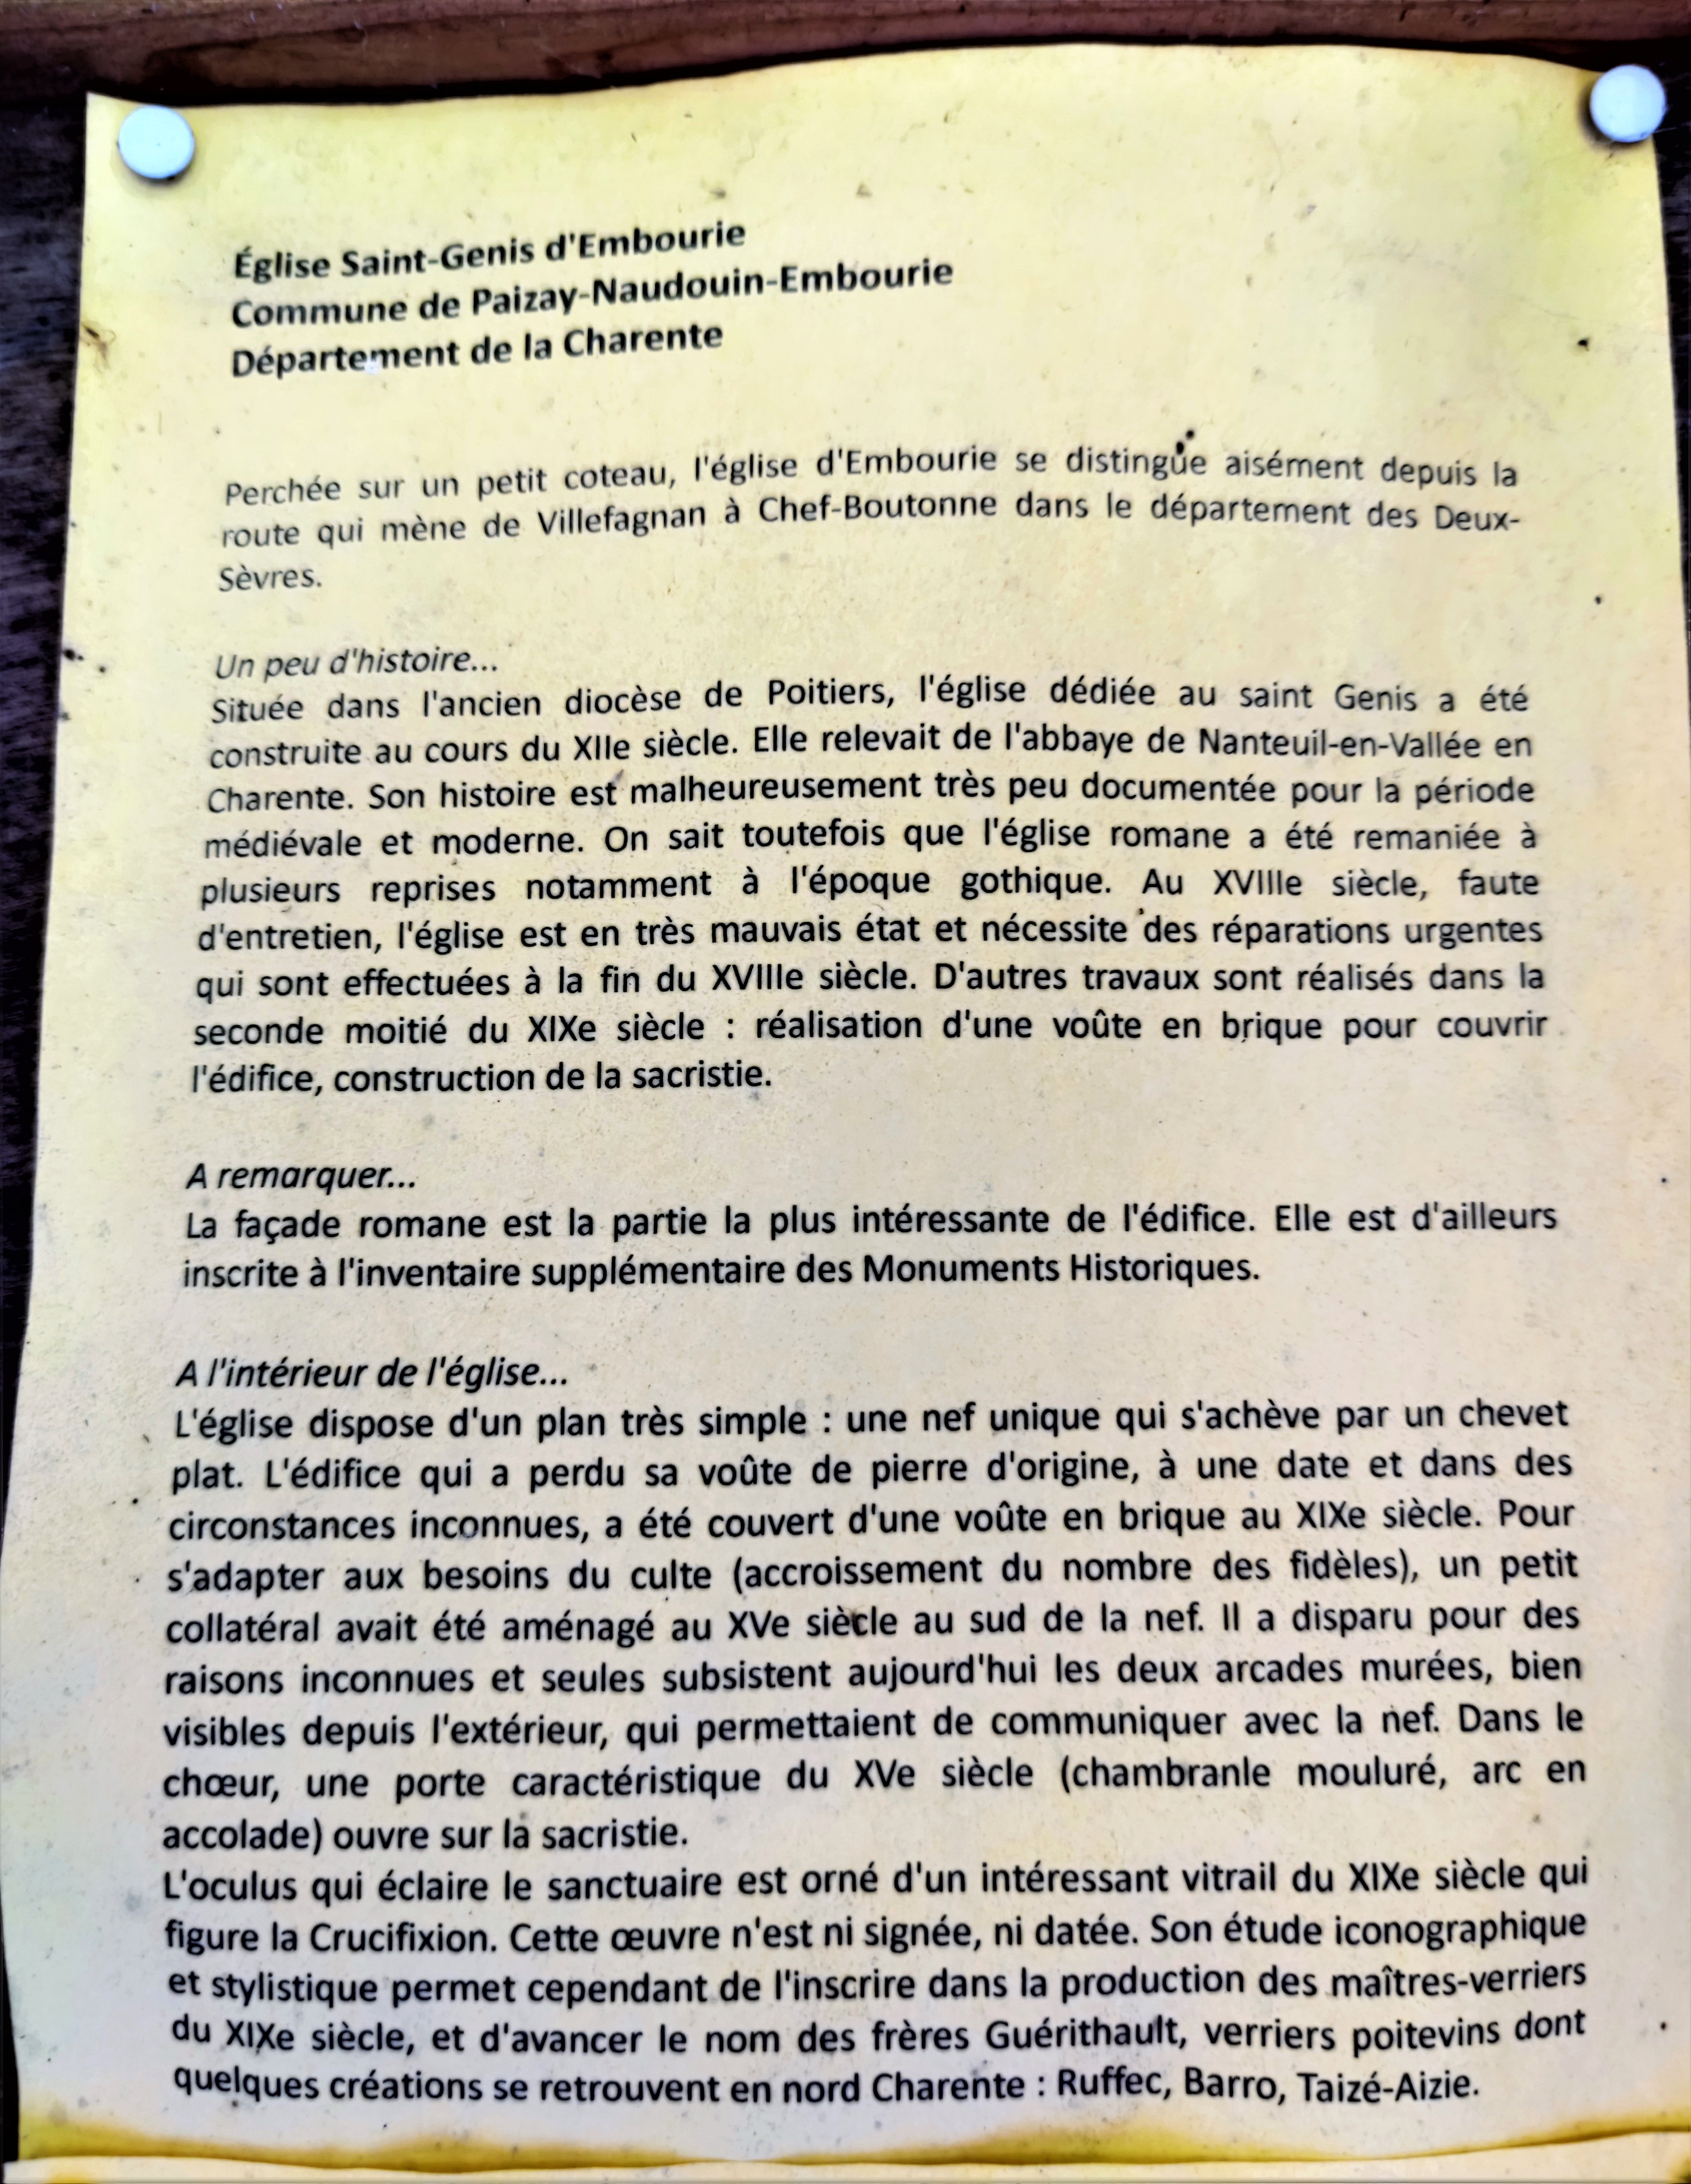 Église Saint-Genis d'Embourie
Commune de Paizay-Naudouin-Embourie
Département de la Charente
Perchée sur un petit coteau, l'église d'Embourie se distingue aisément depuis la
route qui mène de Villefagnan à Chef-Boutonne dans le département des Deux-
Sèvres.
Un peu d'histoire...
Située dans l'ancien diocèse de Poitiers, l'église dédiée au saint Genis a été
construite au cours du XIIe siècle. Elle relevait de l'abbaye de Nanteuil-en-Vallée en
Charente. Son histoire est malheureusement très peu documentée pour la période
médiévale et moderne. On sait toutefois que l'église romane a été remaniée à
plusieurs reprises notamment à l'époque gothique. Au XVIIIe siècle, faute
d'entretien, l'église est en très mauvais état et nécessite des réparations urgentes
qui sont effectuées à la fin du XVIIIe siècle. D'autres travaux sont réalisés dans la
seconde moitié du XIXe siècle : réalisation d'une voûte en brique pour couvrir
l'édifice, construction de la sacristie.
A remarquer...
La façade romane est la partie la plus intéressante de l'édifice. Elle est d'ailleurs
inscrite à l'inventaire supplémentaire des Monuments Historiques.
A l'intérieur de l'église...
L'église dispose d'un plan très simple : une nef unique qui s'achève par un chevet
plat. L'édifice qui a perdu sa voûte de pierre d'origine, à une date et dans des
circonstances inconnues, a été couvert d'une voûte en brique au XIXe siècle. Pour
s'adapter aux besoins du culte (accroissement du nombre des fidèles), un petit
collatéral avait été aménagé au XVe siècle au sud de la nef. Il a disparu pour des
raisons inconnues et seules subsistent aujourd'hui les deux arcades murées, bien
visibles depuis l'extérieur, qui permettaient de communiquer avec la nef. Dans le
chœur, une porte caractéristique du XVe siècle (chambranle mouluré, arc en
accolade) ouvre sur la sacristie.
L'oculus qui éclaire le sanctuaire est orné d'un intéressant vitrail du XIXe siècle qui
figure la Crucifixion. Cette œuvre n'est ni signée, ni datée. Son étude iconographique
et stylistique permet cependant de l'inscrire dans la production des maîtres-verriers
du XIXe siècle, et d'avancer le nom des frères Guérithault, verriers poitevins dont
quelques créations se retrouvent en nord Charente : Ruffec, Barro, Taizé-Aizie.